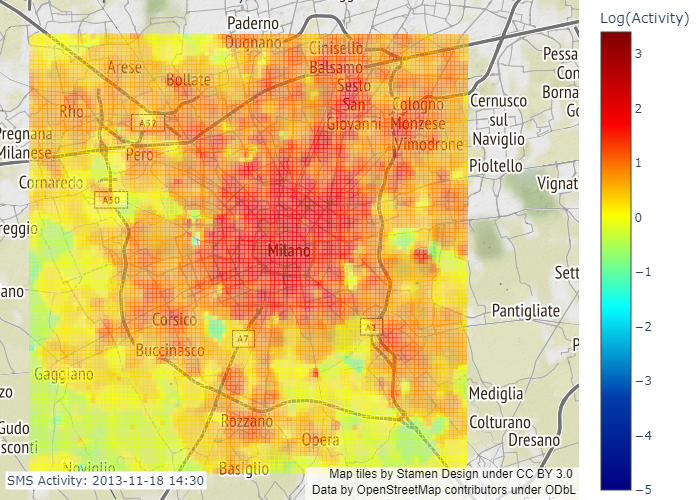 Paderno
Dugnano
Log(Activity)
Cinisello
Balsamo
Arese
Bollate
Sesto
San
Giovanni
Pessa
Con
Borna
Go
Rho
A52
Cologno
Monzese
Cernusco
sul
Naviglio
Pregnana
Milanese
Pero
Vimodrone
Pioltello
Cornaredo
A50
Vignat
reggio
Milano
Sett
ano
Pantigliate
Corsico
A7
A1
Buccinasco
P
Gaggiano
zo
Mediglia
Rozzano
Colturano
Gudo
sconti
Opera
Dresano
Noviglio
Basiglio
SMS Activity: 2013-11-18 14:30
Map tiles by Stamen Design under CC BY 3.0
Data by OpenStreetMap contributors under ODbL
3
2
1
0
−1
−2
−3
−4
−5